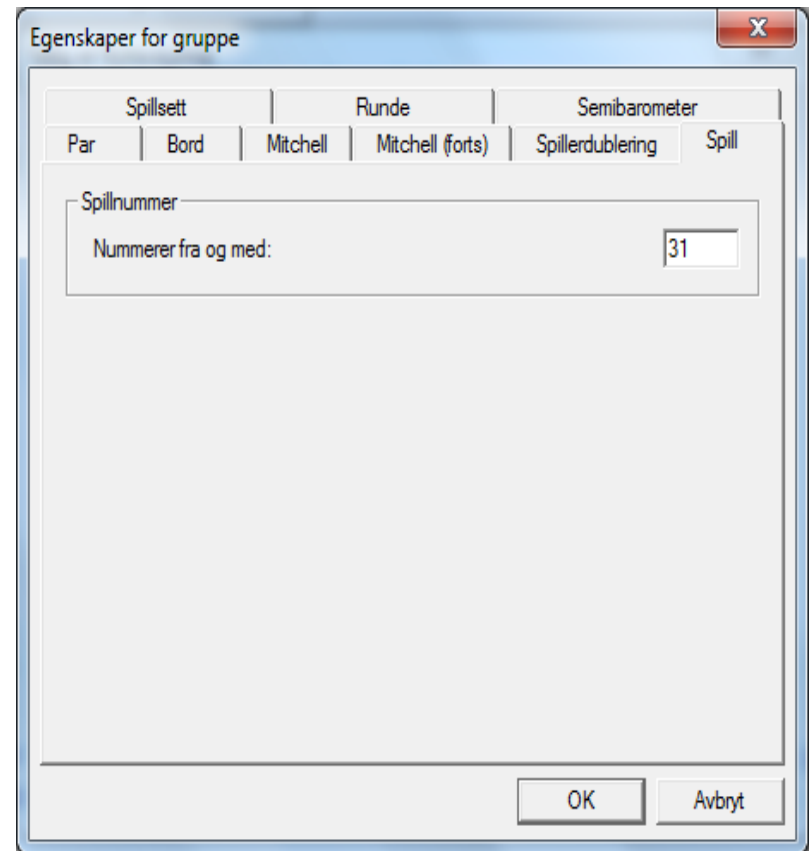 Egenskaper for gruppe
Spillsett Runde Semibarometer
Par Bord Mitchell Mitchell (forts) Spillerdublering Spill
Spillnummer
Nummerer fra og med: 31
OK Avbryt